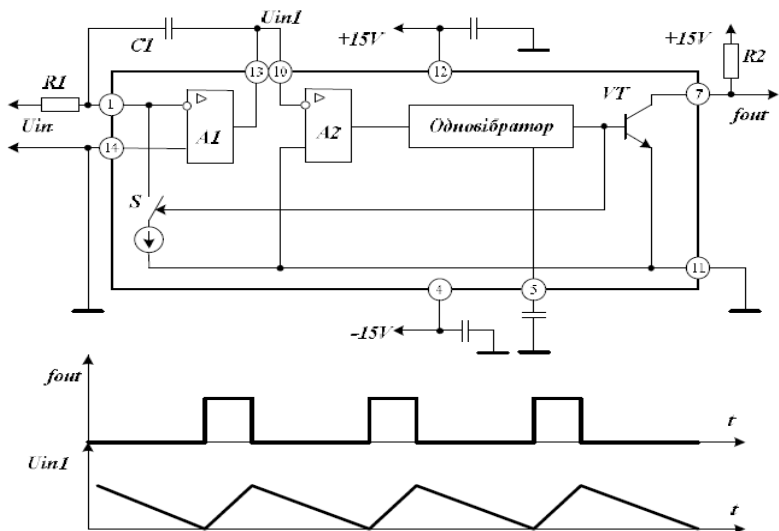 Uin1
C1
+15V
+15V
R2
13
10
12
R1
1
7
VT
fout
Uin
14
A1
A2
Одновібратор
S
4
5
11
-15V
fout
t
Uin1
t